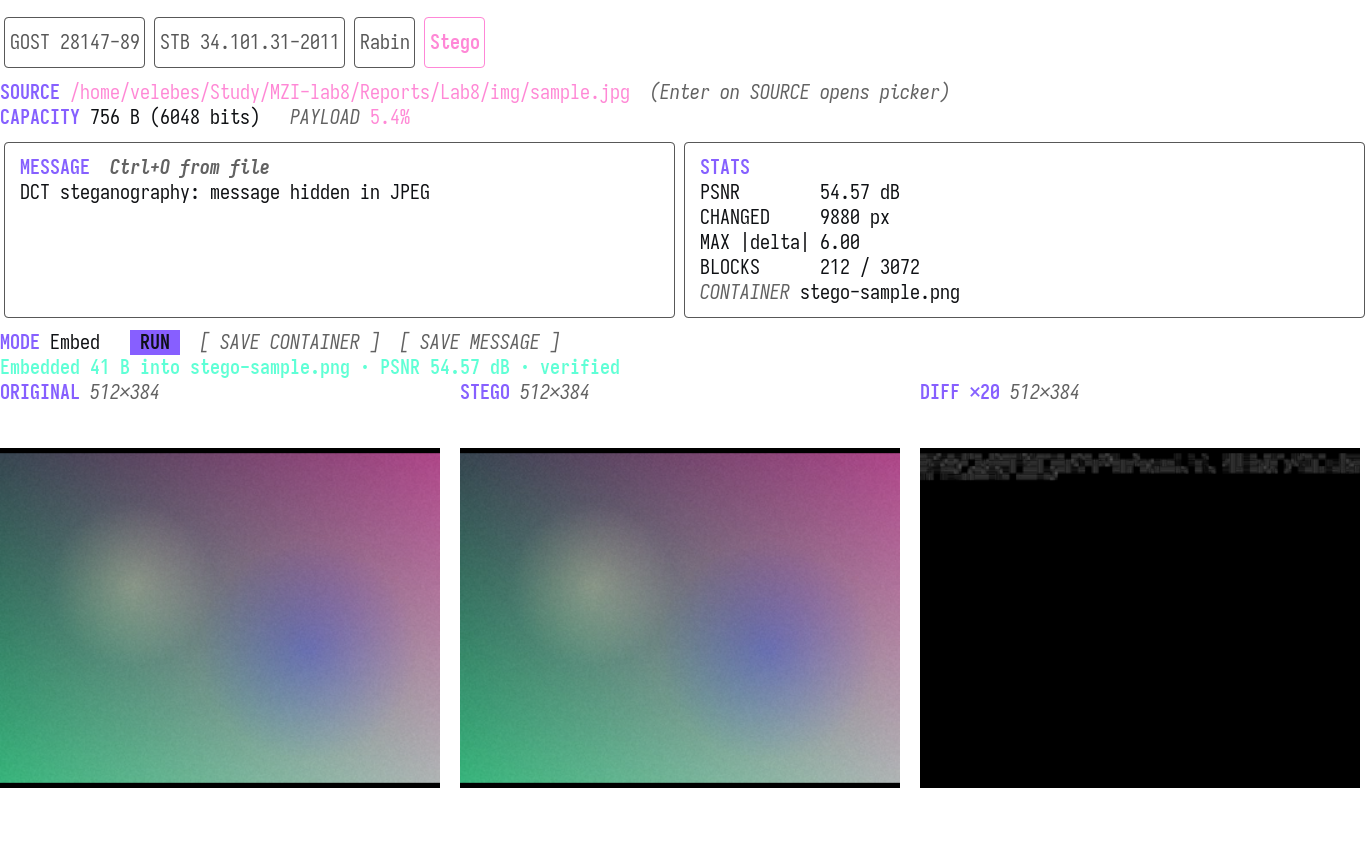 GOST 28147-89 STB 34.101.31-2011 Rabin Stego
SOURCE /home/velebes/Study/MZI-lab8/Reports/Lab8/img/sample.jpg (Enter on SOURCE opens picker)
CAPACITY 756 B (6048 bits) PAYLOAD 5.4%
MESSAGE Ctrl+O from file
DCT steganography: message hidden in JPEG
STATS
PSNR 54.57 dB
CHANGED 9880 px
MAX |delta| 6.00
BLOCKS 212 / 3072
CONTAINER stego-sample.png
MODE Embed RUN [ SAVE CONTAINER ] [ SAVE MESSAGE ]
Embedded 41 B into stego-sample.png · PSNR 54.57 dB · verified
ORIGINAL 512×384 STEGO 512×384 DIFF ×20 512×384